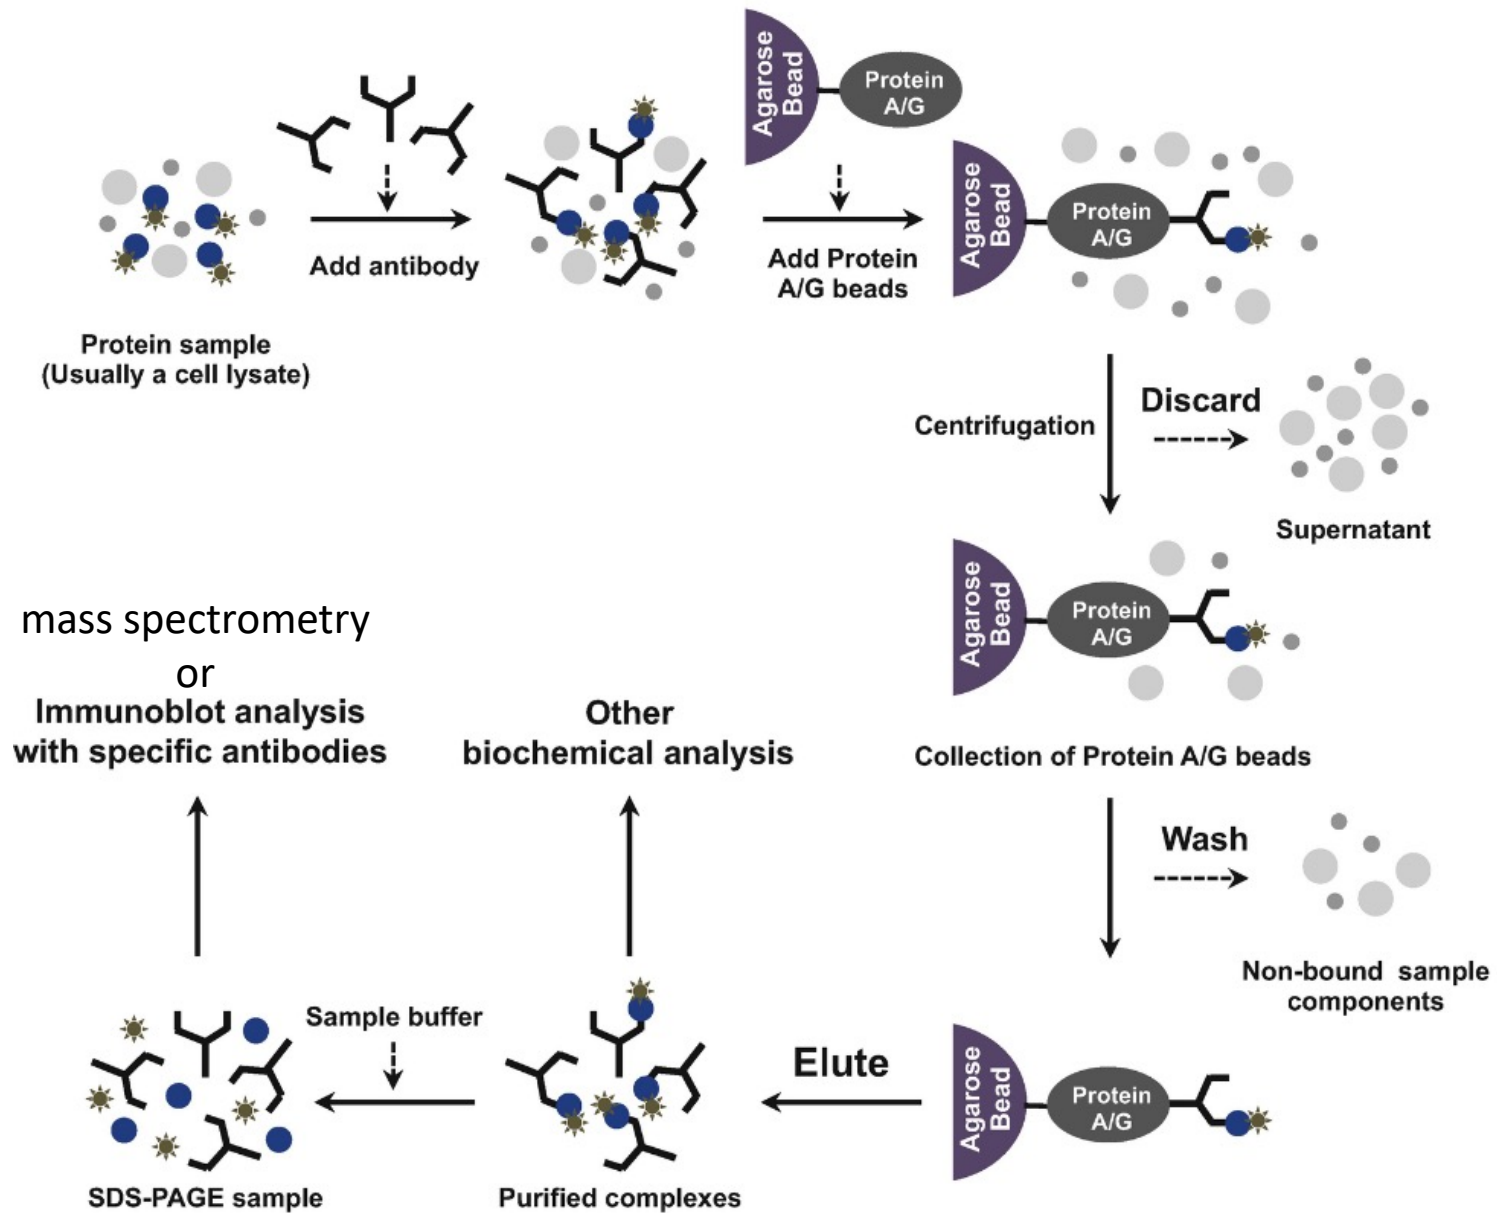 Agarose
Bead
Protein
A/G
Add antibody
Add Protein
A/G beads
Agarose
Bead
Protein
A/G
Protein sample
(Usually a cell lysate)
Centrifugation
Discard
Supernatant
Agarose
Bead
Protein
A/G
Collection of Protein A/G beads
Wash
Non-bound sample
components
Agarose
Bead
Protein
A/G
Elute
Purified complexes
Other
biochemical analysis
Sample buffer
SDS-PAGE sample
mass spectrometry
or
Immunoblot analysis
with specific antibodies